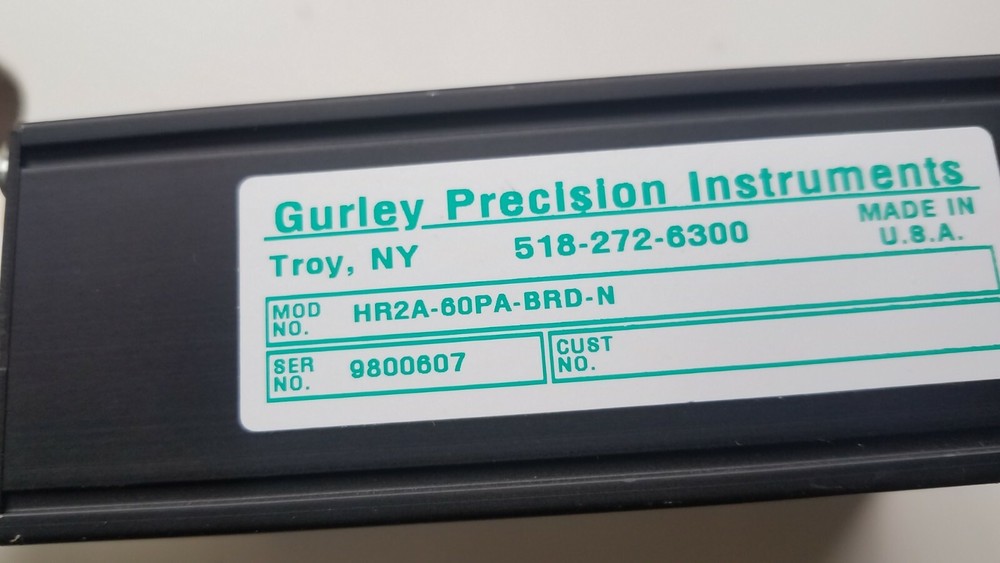 Gurley Precision Instruments
Troy, NY 518-272-6300 MADE IN
U.S.A.
MOD
NO. HR2A-60PA-BRD-N
SER
NO. 9800607
CUST
NO.